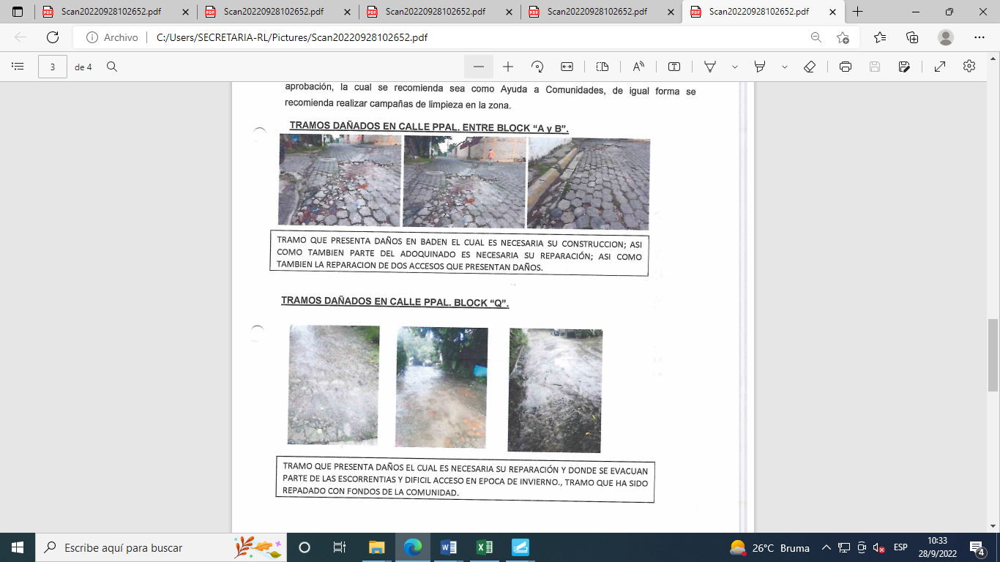 Scan20220928102652.pdf
Scan20220928102652.pdf
Scan20220928102652.pdf
Scan20220928102652.pdf
Scan20220928102652.pdf
Archivo
C:/Users/SECRETARIA-RL/Pictures/Scan20220928102652.pdf
3 de 4
aprobación, la cual se recomienda sea como Ayuda a Comunidades, de igual forma se
recomienda realizar campañas de limpieza en la zona.
TRAMOS DAÑADOS EN CALLE PPAL. ENTRE BLOCK “A y B”.
TRAMO QUE PRESENTA DAÑOS EN BADEN EL CUAL ES NECESARIA SU CONSTRUCCION; ASI
COMO TAMBIEN PARTE DEL ADOQUINADO ES NECESARIA SU REPARACIÓN; ASI COMO
TAMBIEN LA REPARACION DE DOS ACCESOS QUE PRESENTAN DAÑOS.
TRAMOS DAÑADOS EN CALLE PPAL. BLOCK “Q”.
TRAMO QUE PRESENTA DAÑOS EL CUAL ES NECESARIA SU REPARACIÓN Y DONDE SE EVACUAN
PARTE DE LAS ESCORRENTIAS Y DIFICIL ACCESO EN EPOCA DE INVIERNO., TRAMO QUE HA SIDO
REPADADO CON FONDOS DE LA COMUNIDAD.
Escribe aquí para buscar
26°C Bruma
ESP
10:33
28/9/2022
4